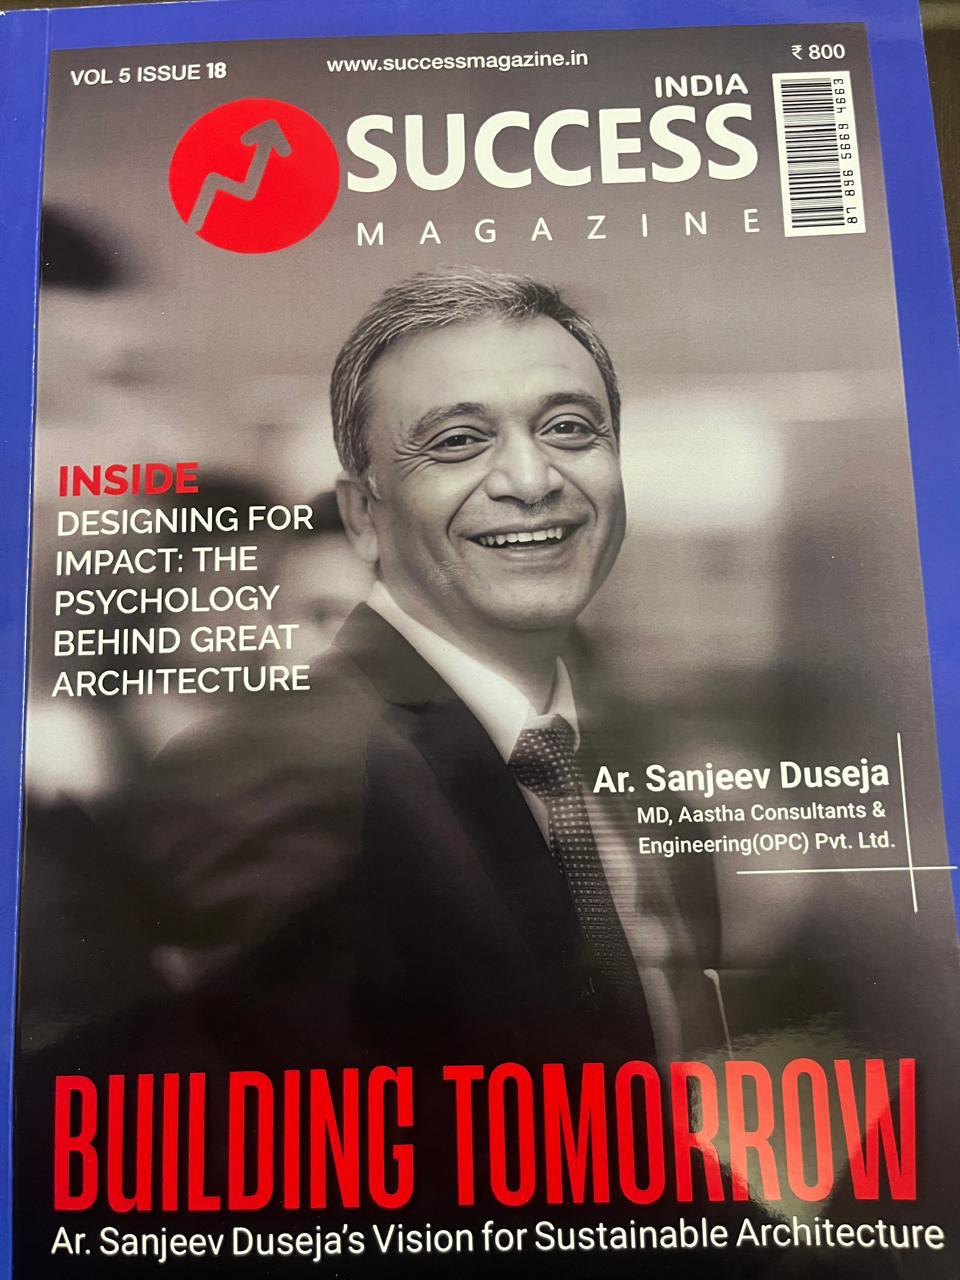 VOL 5 ISSUE 18
www.successmagazine.in
₹ 800
INDIA
SUCCESS
MAGAZINE
87 896 5669 4663
INSIDE
DESIGNING FOR
IMPACT: THE
PSYCHOLOGY
BEHIND GREAT
ARCHITECTURE
Ar. Sanjeev Duseja
MD, Aastha Consultants &
Engineering(OPC) Pvt. Ltd.
BUILDING TOMORROW
Ar. Sanjeev Duseja's Vision for Sustainable Architecture